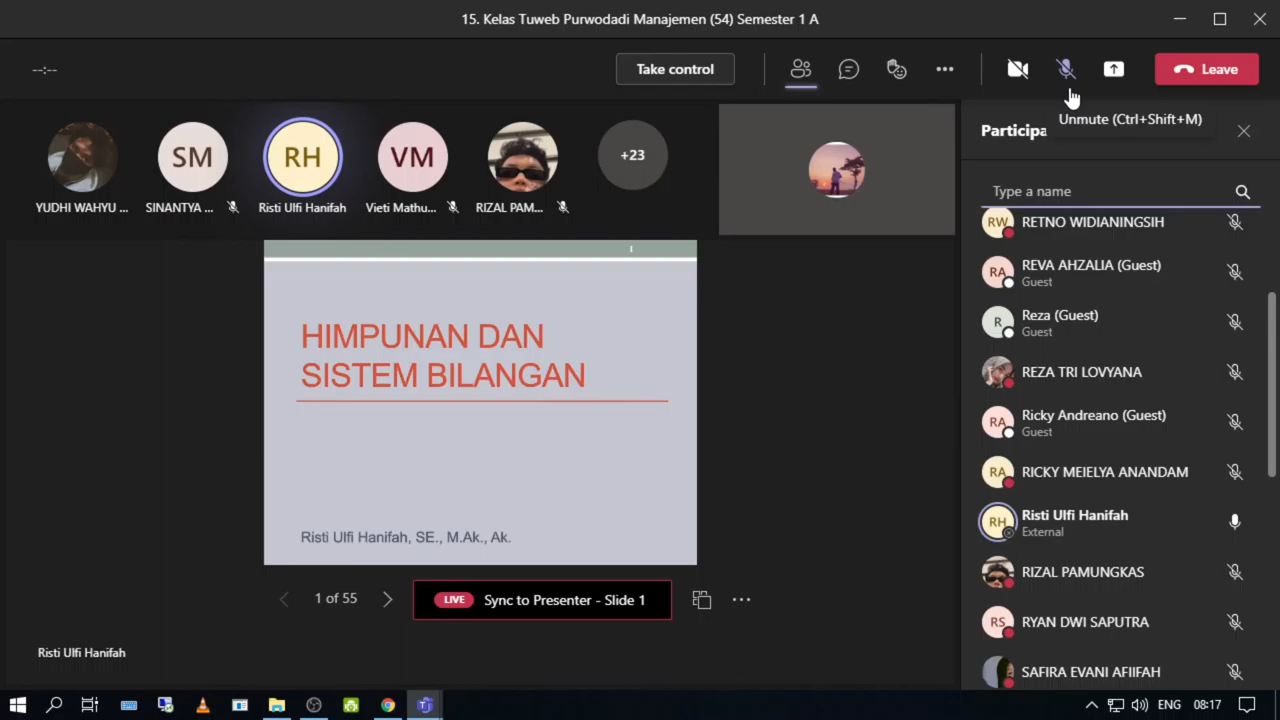 15. Kelas Tuweb Purwodadi Manajemen (54) Semester 1 A
--:--
Take control
Leave
Unmute (Ctrl+Shift+M)
SM
RH
VM
+23
YUDHI WAHYU ...
SINANTYA ...
Risti Ulfi Hanifah
Vieti Mathu...
RIZAL PAM...
Participa
Type a name
RW
RETNO WIDIANINGSIH
RA
REVA AHZALIA (Guest)
Guest
R
Reza (Guest)
Guest
REZA TRI LOVYANA
RA
Ricky Andreano (Guest)
Guest
RA
RICKY MEIELYA ANANDAM
RH
Risti Ulfi Hanifah
External
RIZAL PAMUNGKAS
RS
RYAN DWI SAPUTRA
SAFIRA EVANI AFIIFAH
1
HIMPUNAN DAN
SISTEM BILANGAN
Risti Ulfi Hanifah, SE., M.Ak., Ak.
1 of 55
LIVE
Sync to Presenter - Slide 1
Risti Ulfi Hanifah
ENG
08:17